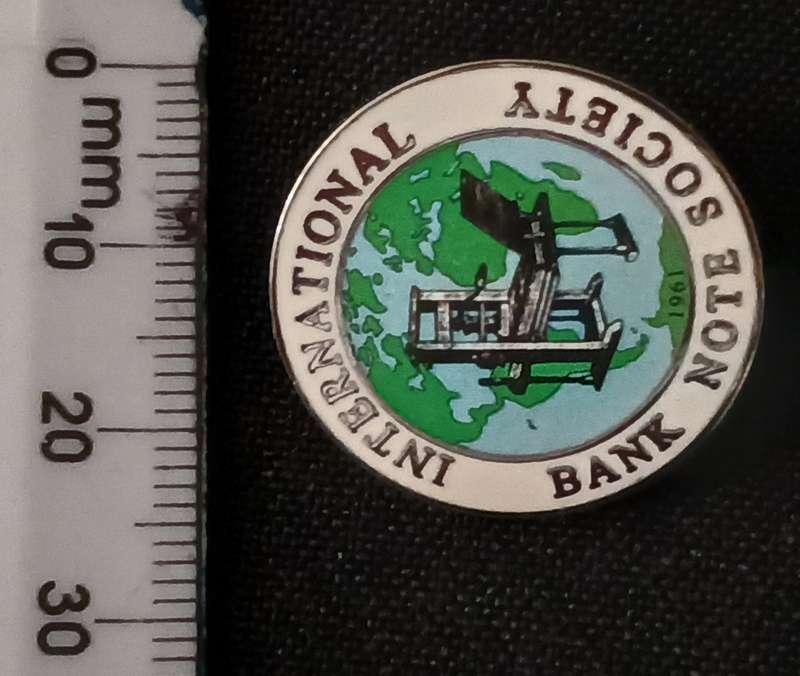 0
mm
10
20
30
INTERNATIONAL
BANK NOTE SOCIETY
1961